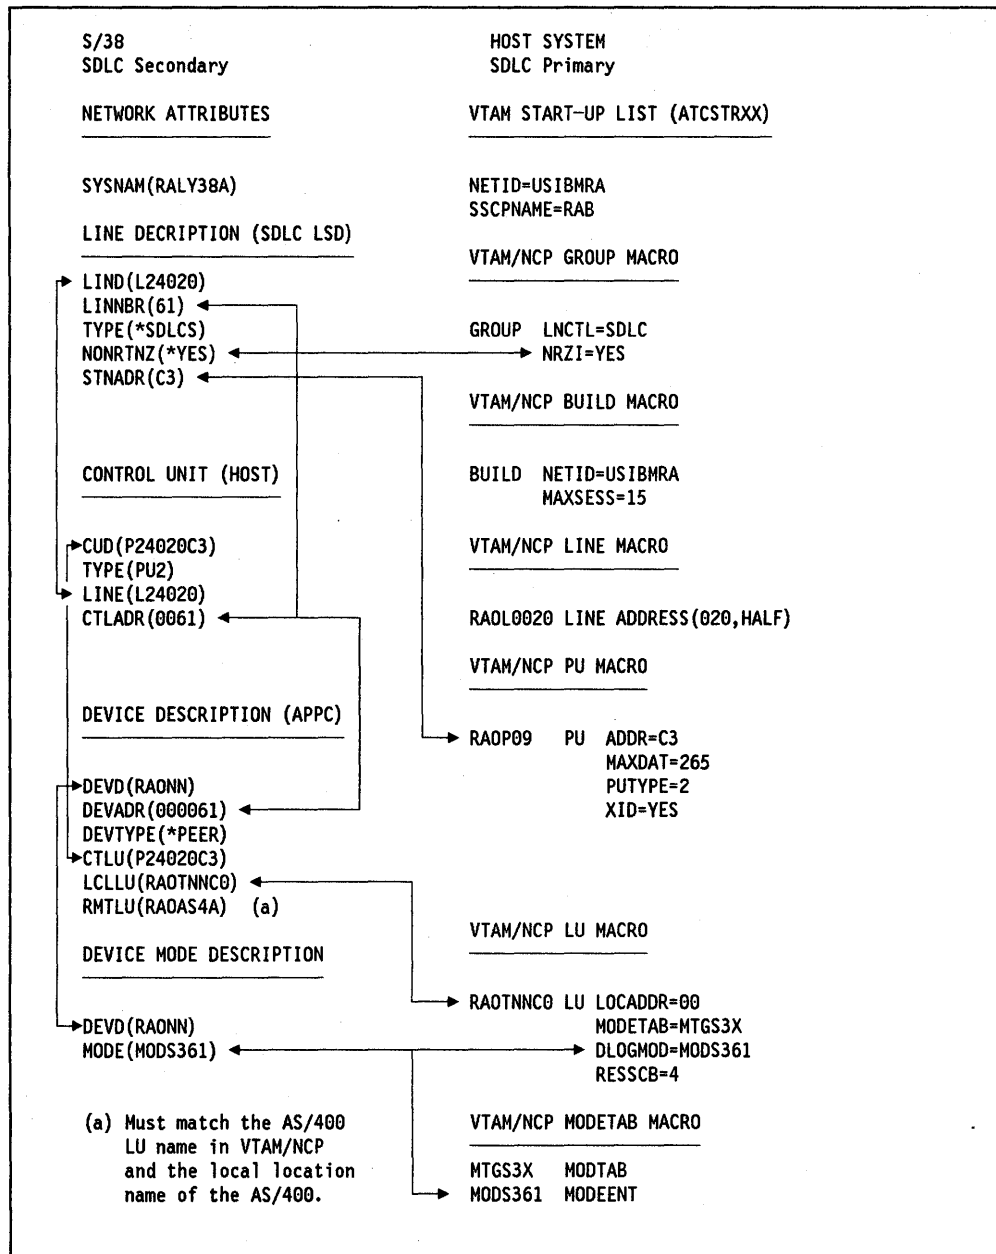 S/38
SDLC Secondary
NETWORK ATTRIBUTES
SYSNAM(RALY38A)
LINE DECRIPTION (SDLC LSD)
LIND(L24020)
LINNBR(61)
TYPE(*SDLCS)
NONRTNZ(*YES)
STNADR(C3)
CONTROL UNIT (HOST)
CUD(P24020C3)
TYPE(PU2)
LINE(L24020)
CTLADR(0061)
DEVICE DESCRIPTION (APPC)
DEVD(RAONN)
DEVADR(000061)
DEVTYPE(*PEER)
CTLU(P24020C3)
LCLLU(RAOTNNC0)
RMTLU(RAOAS4A) (a)
DEVICE MODE DESCRIPTION
DEVD(RAONN)
MODE(MODS361)
(a) Must match the AS/400
LU name in VTAM/NCP
and the local location
name of the AS/400.
HOST SYSTEM
SDLC Primary
VTAM START-UP LIST (ATCSTRXX)
NETID=USIBMRA
SSCPNAME=RAB
VTAM/NCP GROUP MACRO
GROUP LNCTL=SDLC
NRZI=YES
VTAM/NCP BUILD MACRO
BUILD NETID=USIBMRA
MAXSESS=15
VTAM/NCP LINE MACRO
RAOL0020 LINE ADDRESS(020,HALF)
VTAM/NCP PU MACRO
RAOP09 PU ADDR=C3
MAXDAT=265
PUTYPE=2
XID=YES
VTAM/NCP LU MACRO
RAOTNNC0 LU LOCADDR=00
MODETAB=MTGS3X
DLOGMOD=MODS361
RESSCB=4
VTAM/NCP MODETAB MACRO
MTGS3X MODTAB
MODS361 MODEENT